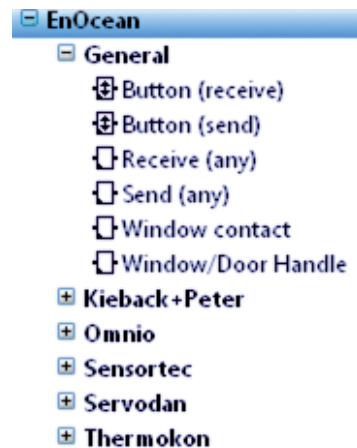 EnOcean
General
Button (receive)
Button (send)
Receive (any)
Send (any)
Window contact
Window/Door Handle
Kieback+Peter
Omnio
Sensortec
Servodan
Thermokon